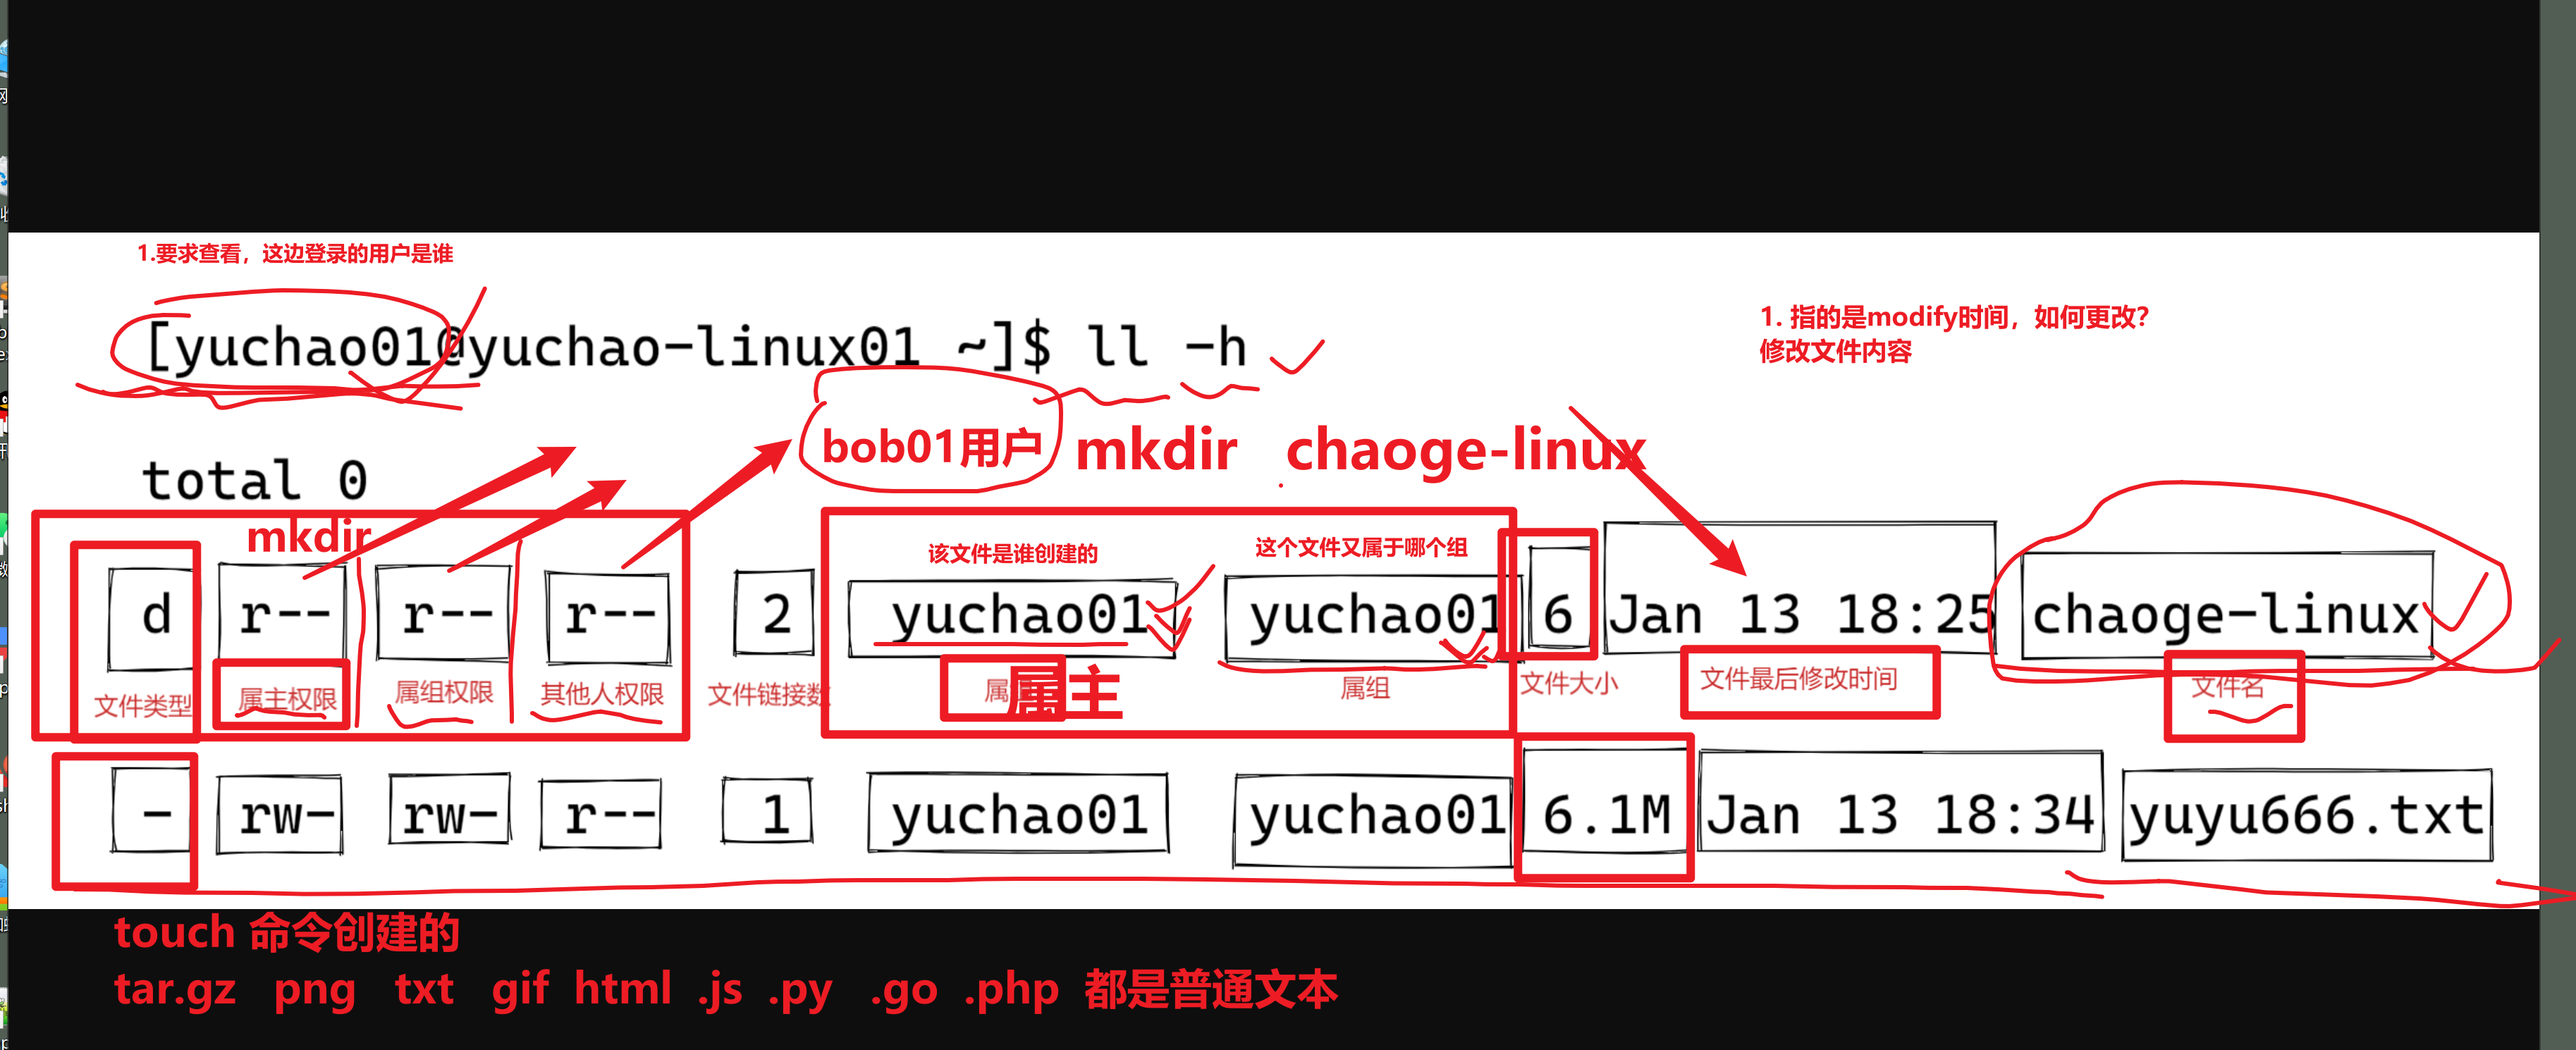 1.要求查看，这边登录的用户是谁
[yuchao01@yuchao-linux01 ~]$ ll -h
1. 指的是modify时间，如何更改？
修改文件内容
bob01用户 mkdir chaoge-linux
total 0
mkdir
该文件是谁创建的 这个文件又属于哪个组
d r-- r-- r-- 2 yuchao01 yuchao01 6 Jan 13 18:25 chaoge-linux
文件类型 属主权限 属组权限 其他人权限 文件链接数 属主 属组 文件大小 文件最后修改时间 文件名
- rw- rw- r-- 1 yuchao01 yuchao01 6.1M Jan 13 18:34 yuyu666.txt
touch 命令创建的
tar.gz png txt gif html .js .py .go .php 都是普通文本